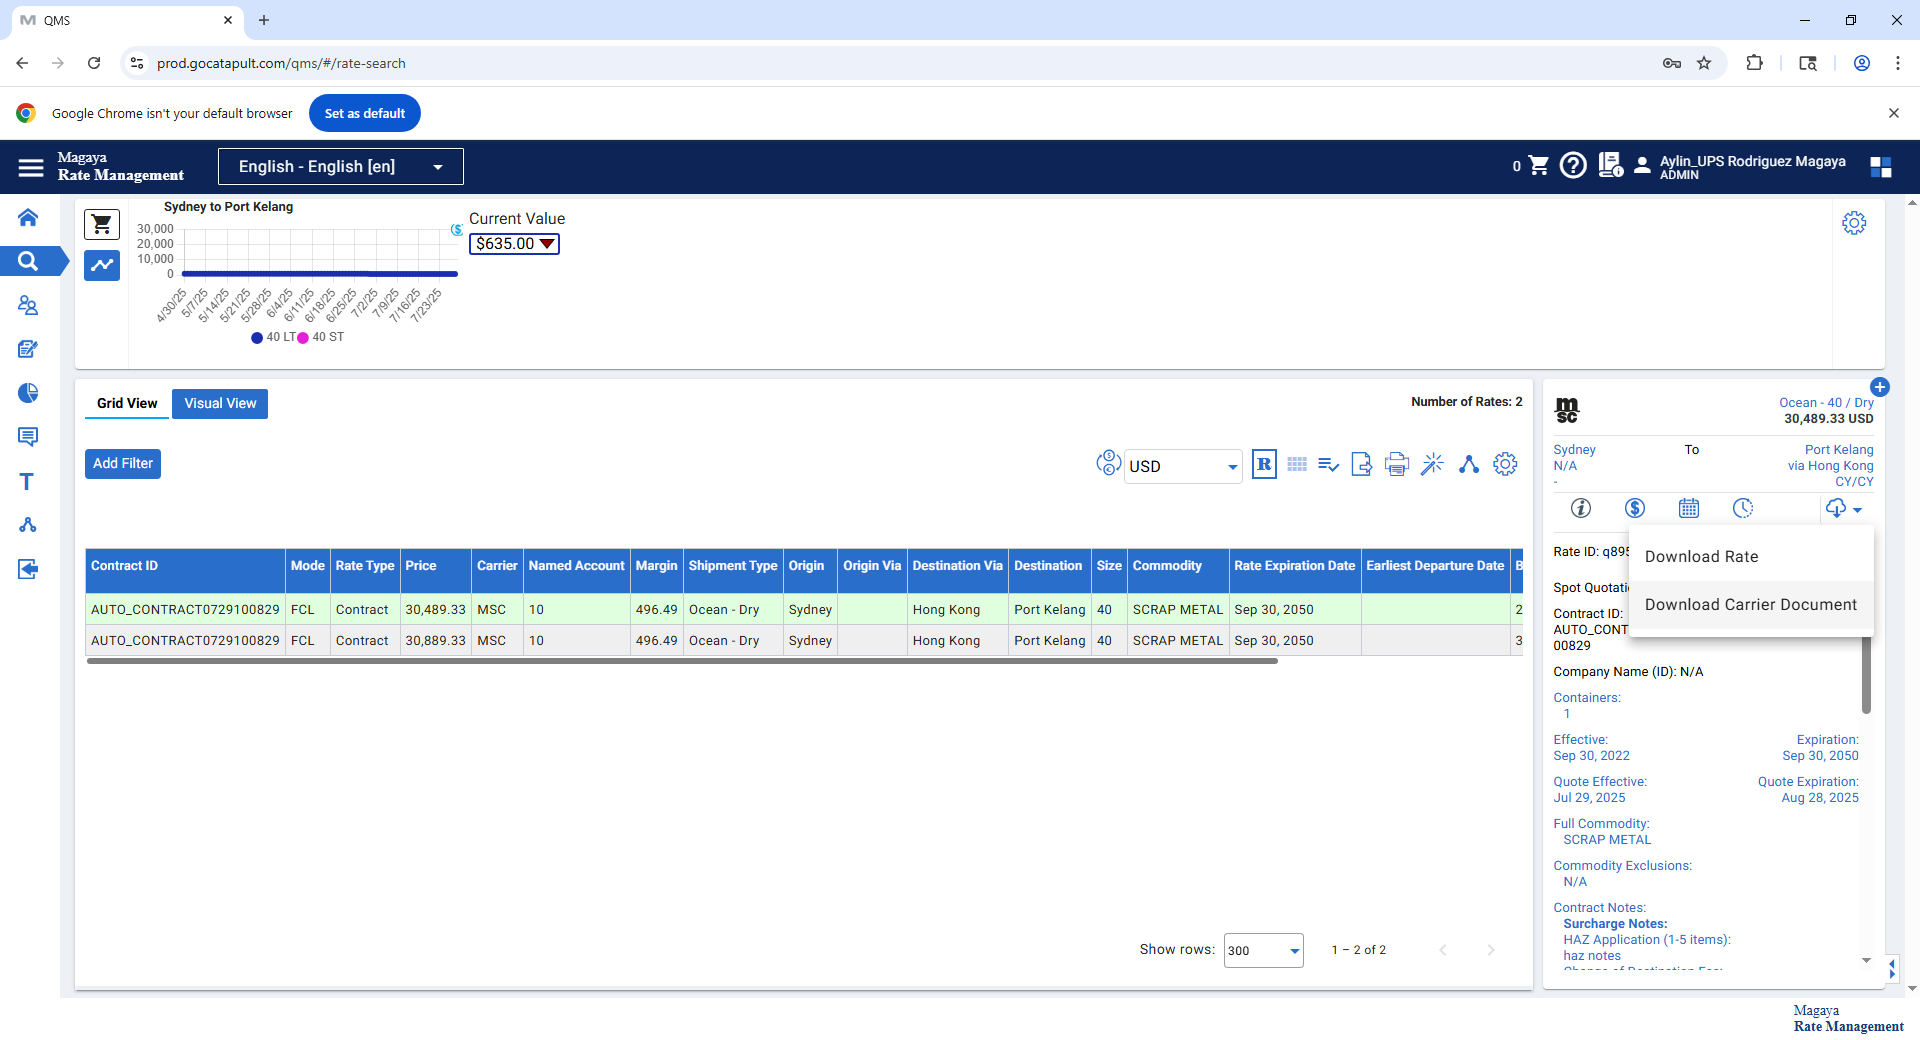 QMS
prod.gocatapult.com/qms/#/rate-search
Google Chrome isn't your default browser
Set as default
Magaya
Rate Management
English - English [en]
0
Aylin_UPS Rodriguez Magaya
ADMIN
Sydney to Port Kelang
30,000
20,000
10,000
0
4/30/25
5/7/25
5/14/25
5/21/25
5/28/25
6/4/25
6/11/25
6/18/25
6/25/25
7/2/25
7/9/25
7/16/25
7/23/25
40 LT
40 ST
Current Value
$635.00
Grid View
Visual View
Number of Rates: 2
Add Filter
USD
R
Contract ID Mode Rate Type Price Carrier Named Account Margin Shipment Type Origin Origin Via Destination Via Destination Size Commodity Rate Expiration Date Earliest Departure Date B
AUTO_CONTRACT0729100829 FCL Contract 30,489.33 MSC 10 496.49 Ocean - Dry Sydney Hong Kong Port Kelang 40 SCRAP METAL Sep 30, 2050 2
AUTO_CONTRACT0729100829 FCL Contract 30,889.33 MSC 10 496.49 Ocean - Dry Sydney Hong Kong Port Kelang 40 SCRAP METAL Sep 30, 2050 3
Show rows: 300 1 – 2 of 2
msc
Ocean - 40 / Dry
30,489.33 USD
Sydney To Port Kelang
N/A via Hong Kong
- CY/CY
Download Rate
Download Carrier Document
Rate ID: q895
Spot Quotati
Contract ID:
AUTO_CONT
00829
Company Name (ID): N/A
Containers:
1
Effective: Expiration:
Sep 30, 2022 Sep 30, 2050
Quote Effective: Quote Expiration:
Jul 29, 2025 Aug 28, 2025
Full Commodity:
SCRAP METAL
Commodity Exclusions:
N/A
Contract Notes:
Surcharge Notes:
HAZ Application (1-5 items):
haz notes
Change of Destination Fee:
Magaya
Rate Management